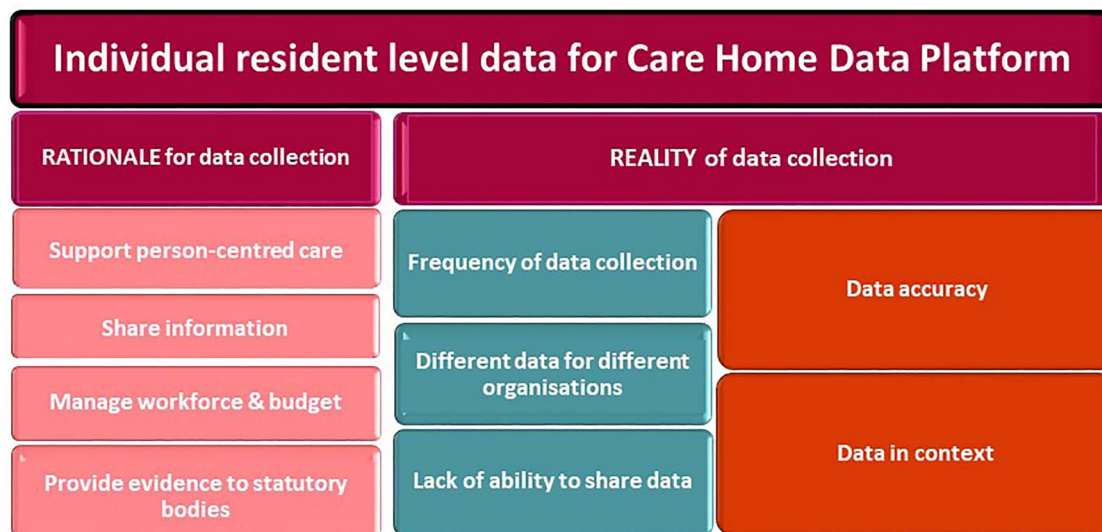 Individual resident level data for Care Home Data Platform
RATIONALE for data collection
REALITY of data collection
Support person-centred care
Share information
Manage workforce & budget
Provide evidence to statutory
bodies
Frequency of data collection
Different data for different
organisations
Lack of ability to share data
Data accuracy
Data in context